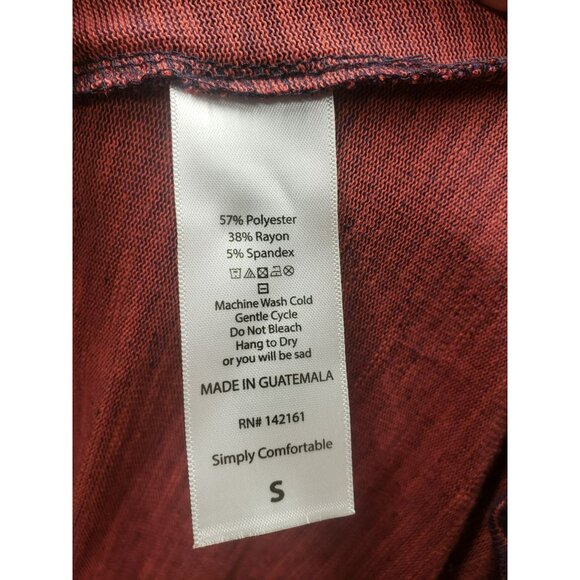 57% Polyester
38% Rayon
5% Spandex
Machine Wash Cold
Gentle Cycle
Do Not Bleach
Hang to Dry
or you will be sad
MADE IN GUATEMALA
RN# 142161
Simply Comfortable
S